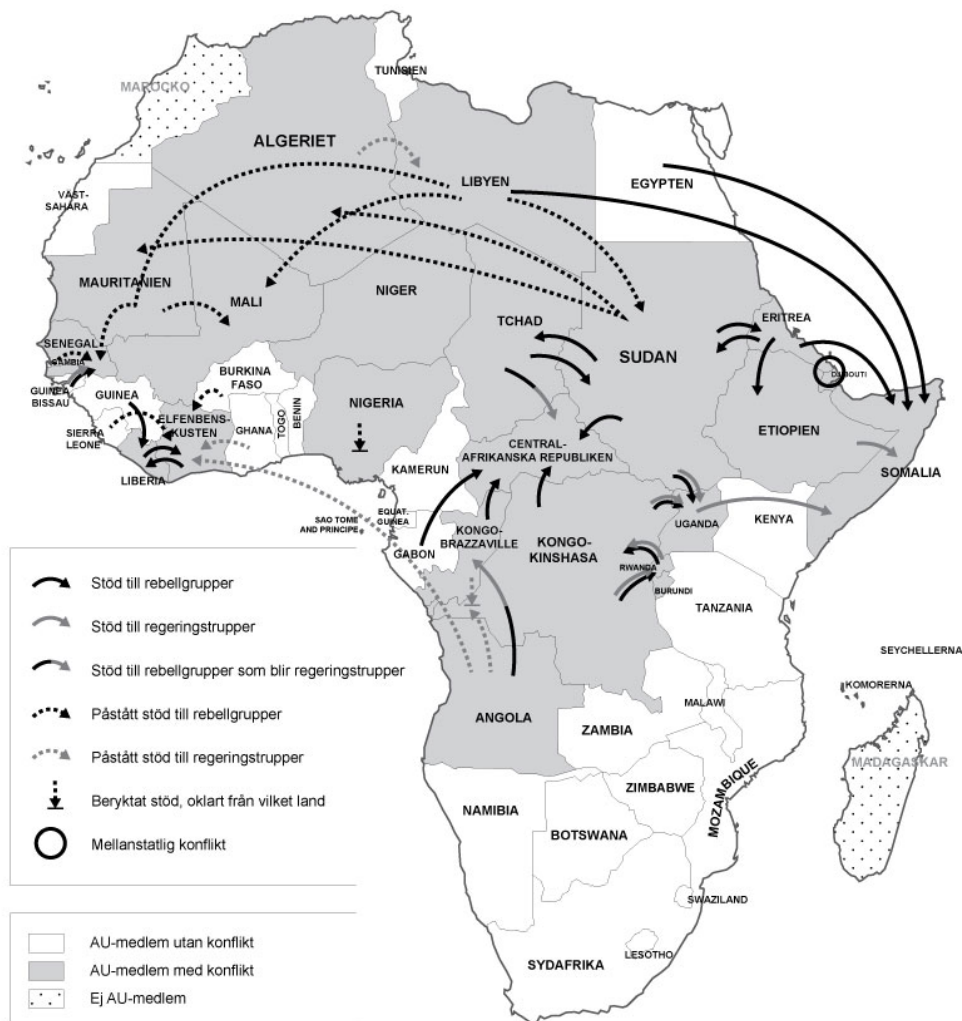 TUNISIEN
MAROCKO
ALGERIET
LIBYEN
EGYPTEN
VÄST-
SAHARA
MAURITANIEN
MALI
NIGER
TCHAD
SUDAN
ERITREA
DJIBOUTI
SENEGAL
GAMBIA
GUINEA
BISSAU
GUINEA
SIERRA
LEONE
LIBERIA
ELFENBENS-
KUSTEN
BURKINA
FASO
GHANA
TOGO
BENIN
NIGERIA
KAMERUN
CENTRAL-
AFRIKANSKA REPUBLIKEN
ETIOPIEN
SOMALIA
SAO TOME
AND PRINCIPE
EQUAT.
GUINEA
GABON
KONGO-
BRAZZAVILLE
KONGO-
KINSHASA
UGANDA
KENYA
RWANDA
BURUNDI
TANZANIA
SEYCHELLERNA
KOMORERNA
ANGOLA
ZAMBIA
MALAWI
MADAGASKAR
MOZAMBIQUE
ZIMBABWE
NAMIBIA
BOTSWANA
SWAZILAND
LESOTHO
SYDAFRIKA
Stöd till rebellgrupper
Stöd till regeringstrupper
Stöd till rebellgrupper som blir regeringstrupper
Påstått stöd till rebellgrupper
Påstått stöd till regeringstrupper
Beryktat stöd, oklart från vilket land
Mellanstatlig konflikt
AU-medlem utan konflikt
AU-medlem med konflikt
Ej AU-medlem